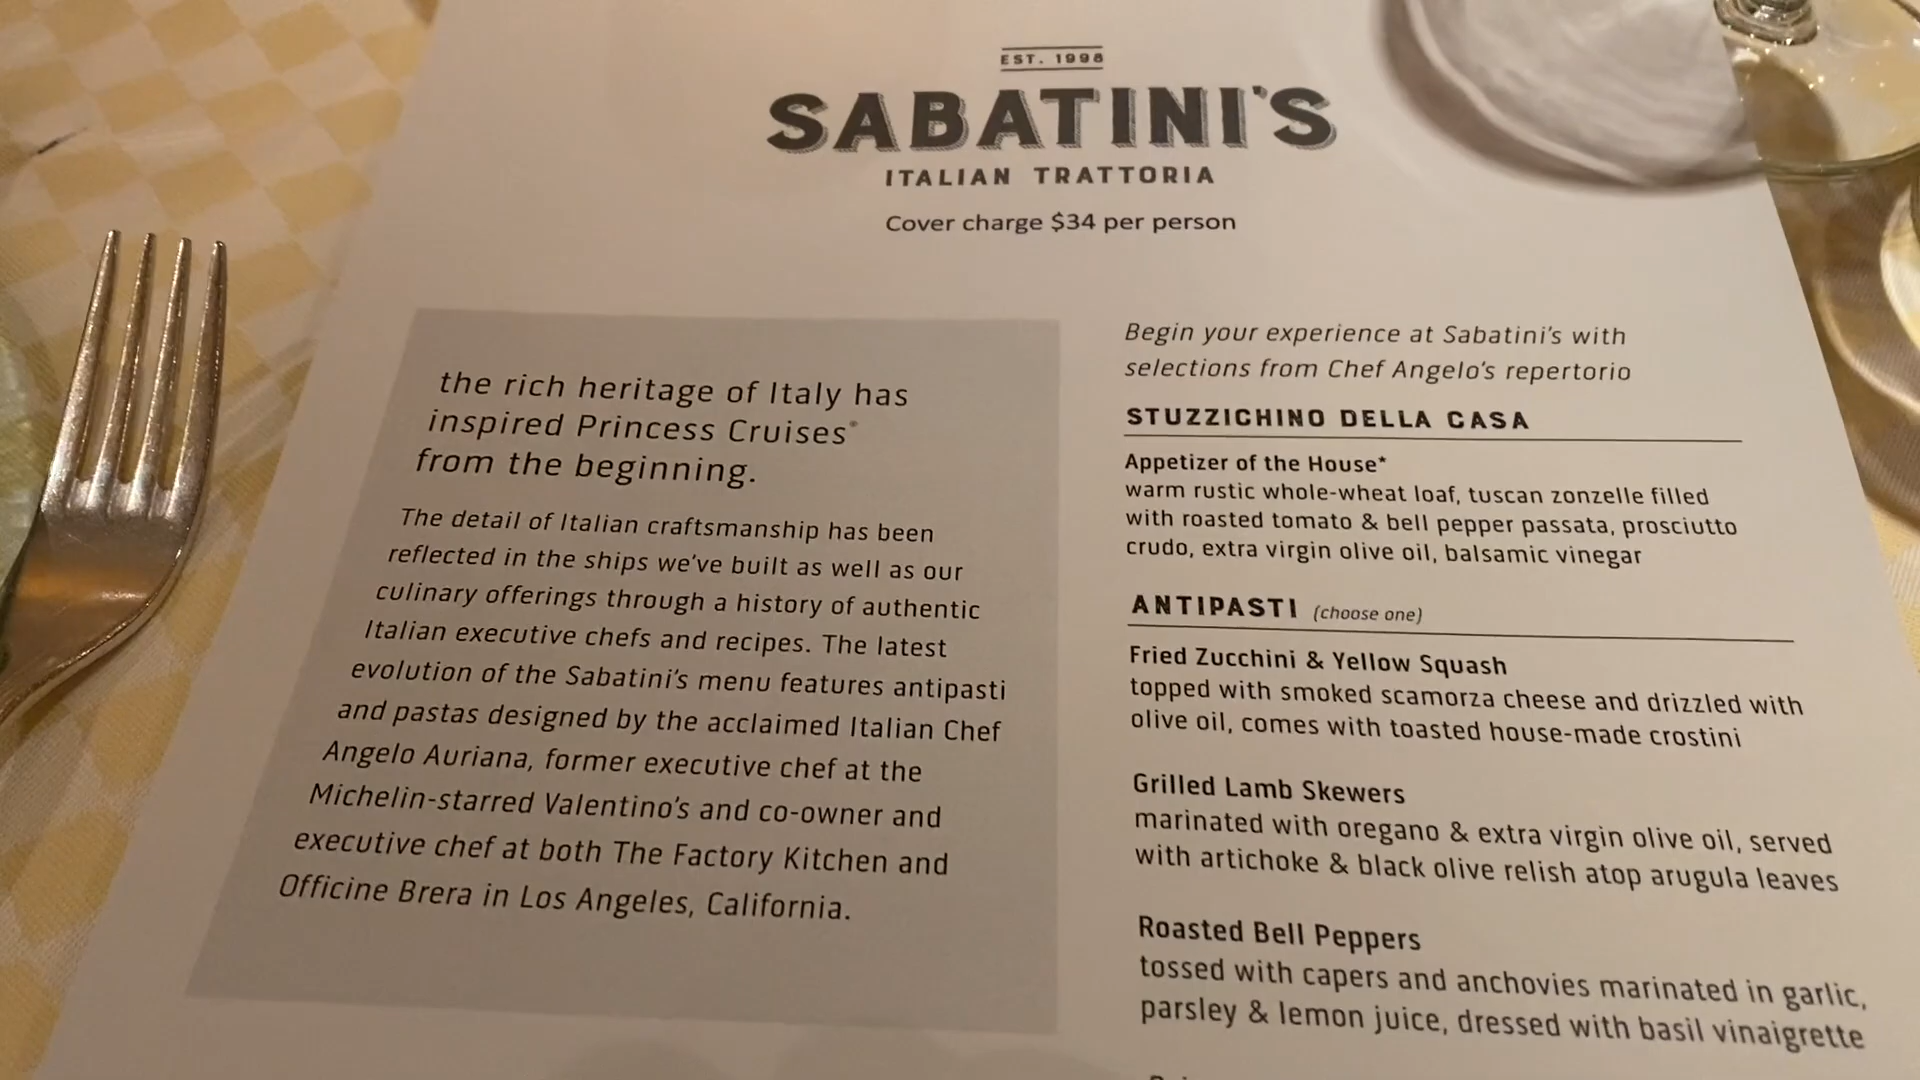 EST. 1998
SABATINI'S
ITALIAN TRATTORIA
Cover charge $34 per person
the rich heritage of Italy has
inspired Princess Cruises®
from the beginning.
The detail of Italian craftsmanship has been
reflected in the ships we've built as well as our
culinary offerings through a history of authentic
Italian executive chefs and recipes. The latest
evolution of the Sabatini's menu features antipasti
and pastas designed by the acclaimed Italian Chef
Angelo Auriana, former executive chef at the
Michelin-starred Valentino's and co-owner and
executive chef at both The Factory Kitchen and
Officine Brera in Los Angeles, California.
Begin your experience at Sabatini's with
selections from Chef Angelo's repertorio
STUZZICHINO DELLA CASA
Appetizer of the House*
warm rustic whole-wheat loaf, tuscan zonzelle filled
with roasted tomato & bell pepper passata, prosciutto
crudo, extra virgin olive oil, balsamic vinegar
ANTIPASTI (choose one)
Fried Zucchini & Yellow Squash
topped with smoked scamorza cheese and drizzled with
olive oil, comes with toasted house-made crostini
Grilled Lamb Skewers
marinated with oregano & extra virgin olive oil, served
with artichoke & black olive relish atop arugula leaves
Roasted Bell Peppers
tossed with capers and anchovies marinated in garlic,
parsley & lemon juice, dressed with basil vinaigrette